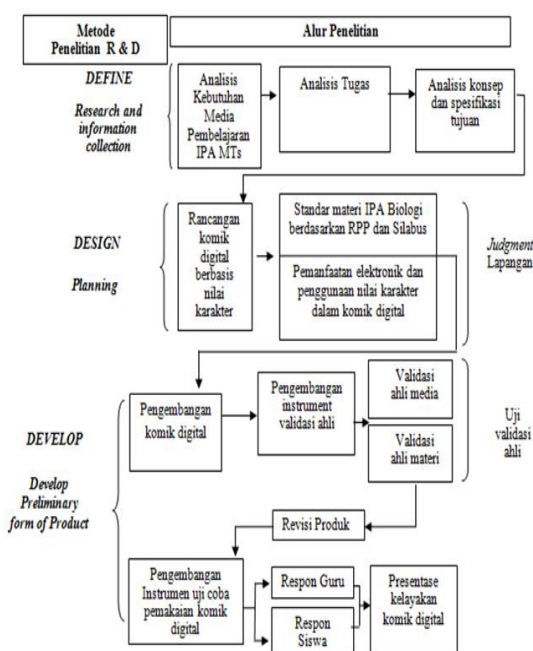 Metode
Penelitian R & D
Alur Penelitian
DEFINE
Research and
information
collection
Analisis
Kebutuhan
Media
Pembelajaran
IPA MTs
Analisis Tugas
Analisis konsep
dan spesifikasi
tujuan
DESIGN
Planning
Rancangan
komik
digital
berbasis
nilai
karakter
Standar materi IPA Biologi
berdasarkan RPP dan Silabus
Pemanfaatan elektronik dan
penggunaan nilai karakter
dalam komik digital
Judgment
Lapangan
DEVELOP
Develop
Preliminary
form of Product
Pengembangan
komik digital
Pengembangan
instrument
validasi ahli
Validasi
ahli media
Validasi
ahli materi
Uji
validasi
ahli
Revisi Produk
Pengembangan
Instrumen uji coba
pemakaian komik
digital
Respon Guru
Respon
Siswa
Presentase
kelayakan
komik digital